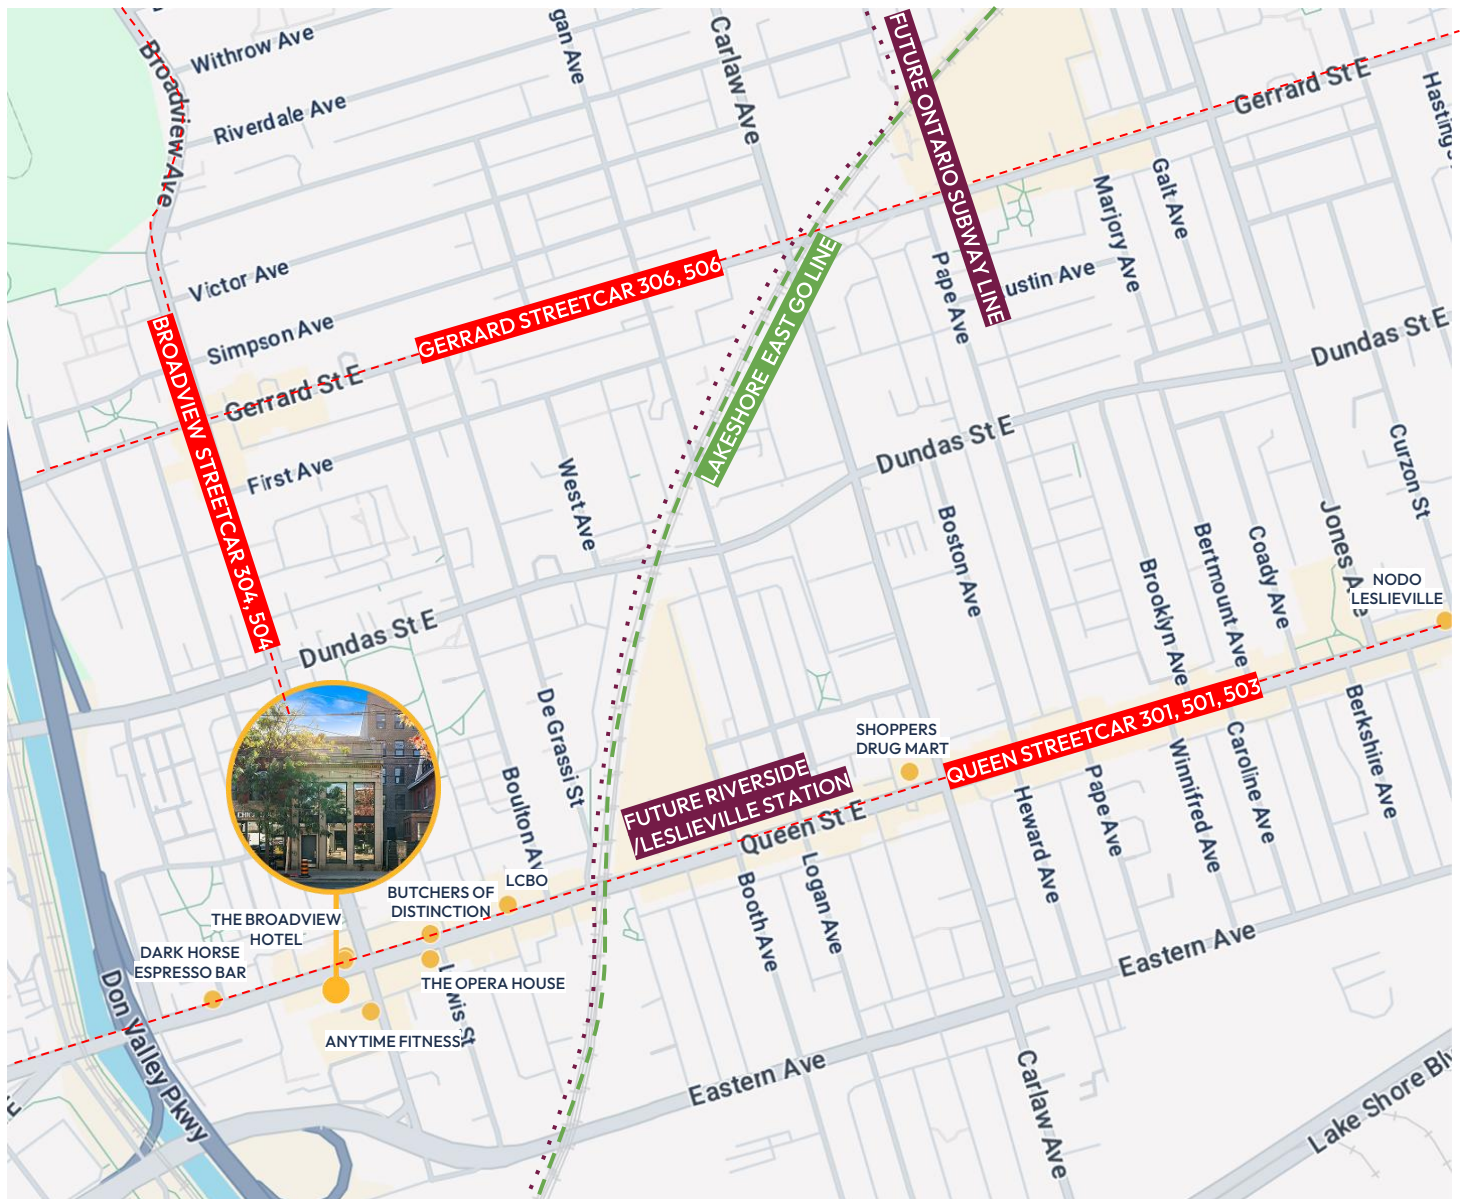 Withrow Ave
Broadview Ave
Riverdale Ave
gan Ave
Carlaw Ave
FUTURE ONTARIO SUBWAY LINE
Gerrard St E
Galt Ave
Marjory Ave
Pape Ave
ustin Ave
Victor Ave
Simpson Ave
GERRARD STREETCAR 306, 506
LAKESHORE EAST GO LINE
BROADVIEW STREETCAR 304, 504
Gerrard St E
First Ave
West Ave
Dundas St E
Dundas St E
Curzon St
Jones Ave
Coady Ave
Bertmount Ave
Brooklyn Ave
Boston Ave
NODO
LESLIEVILLE
Dundas St E
De Grassi St
Boulton Av
SHOPPERS
DRUG MART
QUEEN STREETCAR 301, 501, 503
Berkshire Ave
Caroline Ave
Winnifred Ave
Pape Ave
Heward Ave
FUTURE RIVERSIDE
/LESLIEVILLE STATION
Queen St E
Logan Ave
Booth Ave
LCBO
BUTCHERS OF
DISTINCTION
THE BROADVIEW
HOTEL
DARK HORSE
ESPRESSO BAR
THE OPERA HOUSE
Lewis St
ANYTIME FITNESS
Eastern Ave
Don Valley Pkwy
Eastern Ave
Carlaw Ave
Lake Shore Blv